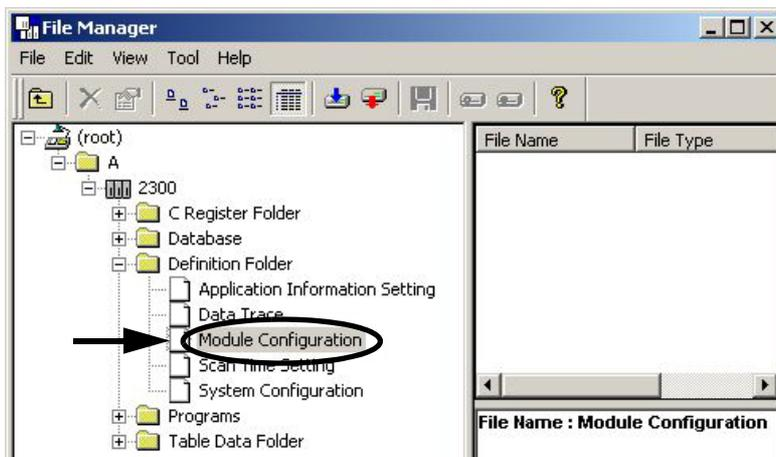 File Manager
File Edit View Tool Help
(root)
A
2300
C Register Folder
Database
Definition Folder
Application Information Setting
Data Trace
Module Configuration
Scan Time Setting
System Configuration
Programs
Table Data Folder
File Name File Type
File Name : Module Configuration